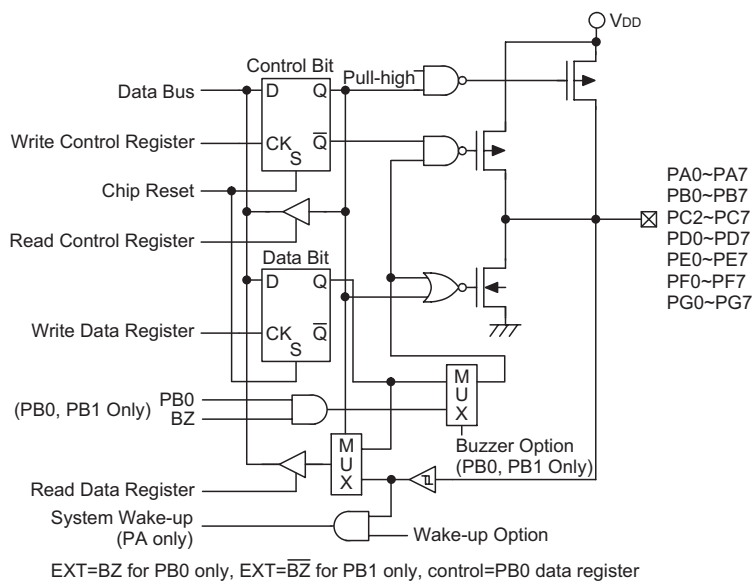 VDD
Control Bit
Pull-high
Data Bus
D Q
Write Control Register
CK Q̅
S
Chip Reset
Read Control Register
Data Bit
D Q
Write Data Register
CK Q̅
S
PA0~PA7
PB0~PB7
PC2~PC7
PD0~PD7
PE0~PE7
PF0~PF7
PG0~PG7
PB0
(PB0, PB1 Only)
BZ
MUX
Buzzer Option
(PB0, PB1 Only)
MUX
Read Data Register
System Wake-up
(PA only)
Wake-up Option
EXT=BZ for PB0 only, EXT=B̅Z̅ for PB1 only, control=PB0 data register